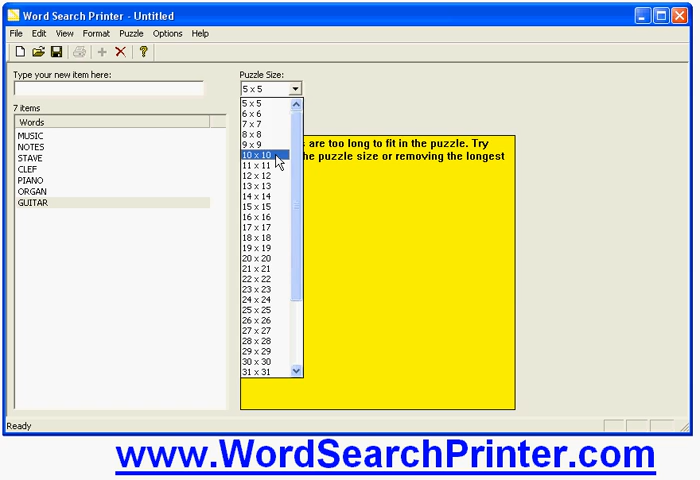 Word Search Printer - Untitled
File Edit View Format Puzzle Options Help
Type your new item here:
Puzzle Size:
5 x 5
7 items
Words
MUSIC
NOTES
STAVE
CLEF
PIANO
ORGAN
GUITAR
5 x 5
6 x 6
7 x 7
8 x 8
9 x 9
10 x 10
11 x 11
12 x 12
13 x 13
14 x 14
15 x 15
16 x 16
17 x 17
18 x 18
19 x 19
20 x 20
21 x 21
22 x 22
23 x 23
24 x 24
25 x 25
26 x 26
27 x 27
28 x 28
29 x 29
30 x 30
31 x 31
are too long to fit in the puzzle. Try
the puzzle size or removing the longest
Ready
www.WordSearchPrinter.com